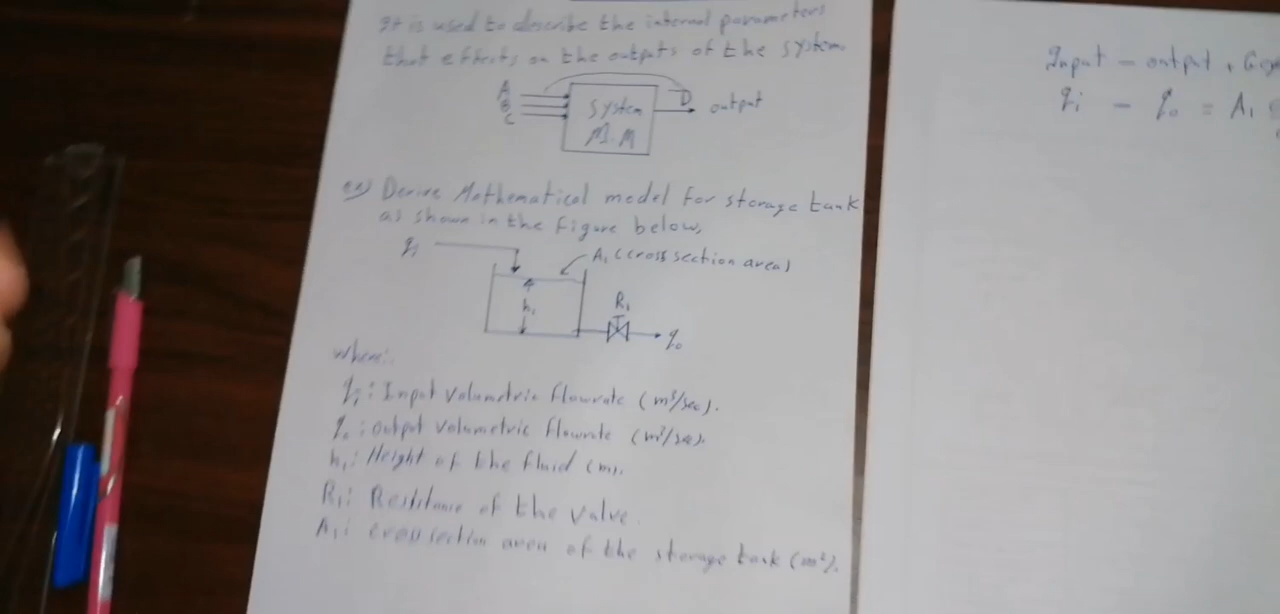 It is used to describe the internal parameters
that effects on the outputs of the system.
A
B
C
System
M.M
D
output
ex) Derive Mathematical model for storage tank
as shown in the figure below,
qi
A1 (cross section area)
h1
R1
qo
where:
qi: Input volumetric flowrate (m³/sec).
qo: output volumetric flowrate (m³/sec).
h1: Height of the fluid (m).
R1: Resistance of the valve.
A1: cross section area of the storage tank (m²).
Input - output +
qi - qo = A1